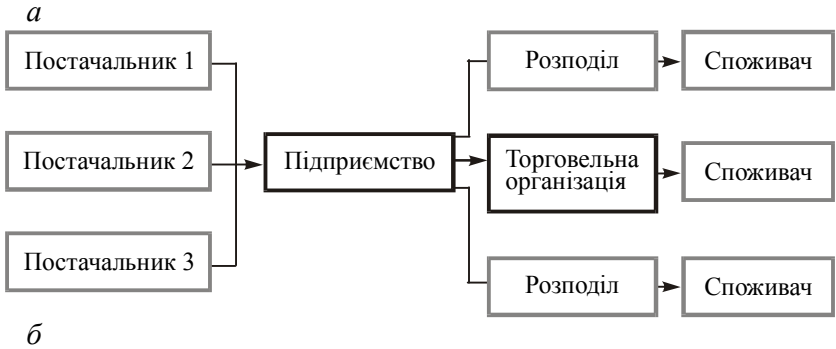 а
Постачальник 1
Розподіл
Споживач
Постачальник 2
Підприємство
Торговельна
організація
Споживач
Постачальник 3
Розподіл
Споживач
б